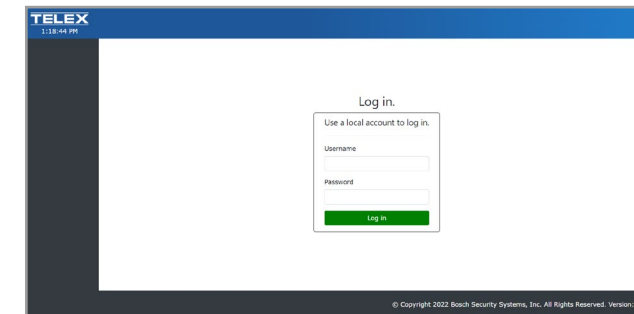 TELEX
1:18:44 PM
Log in.
Use a local account to log in.
Username
Password
Log in
© Copyright 2022 Bosch Security Systems, Inc. All Rights Reserved. Version: